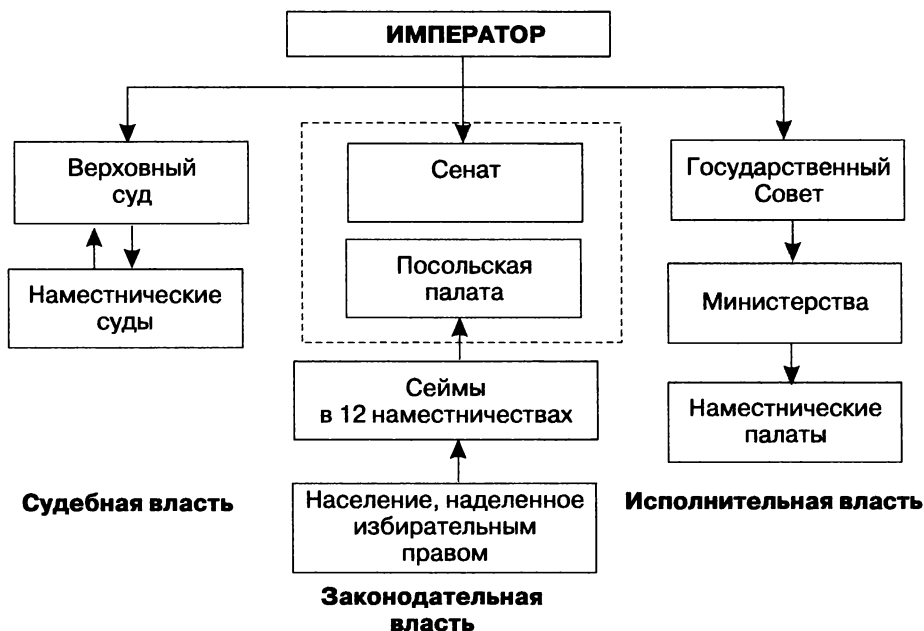 ИМПЕРАТОР
Верховный
суд
Сенат
Государственный
Совет
Посольская
палата
Наместнические
суды
Министерства
Сеймы
в 12 наместничествах
Наместнические
палаты
Судебная власть
Население, наделенное
избирательным
правом
Исполнительная власть
Законодательная
власть